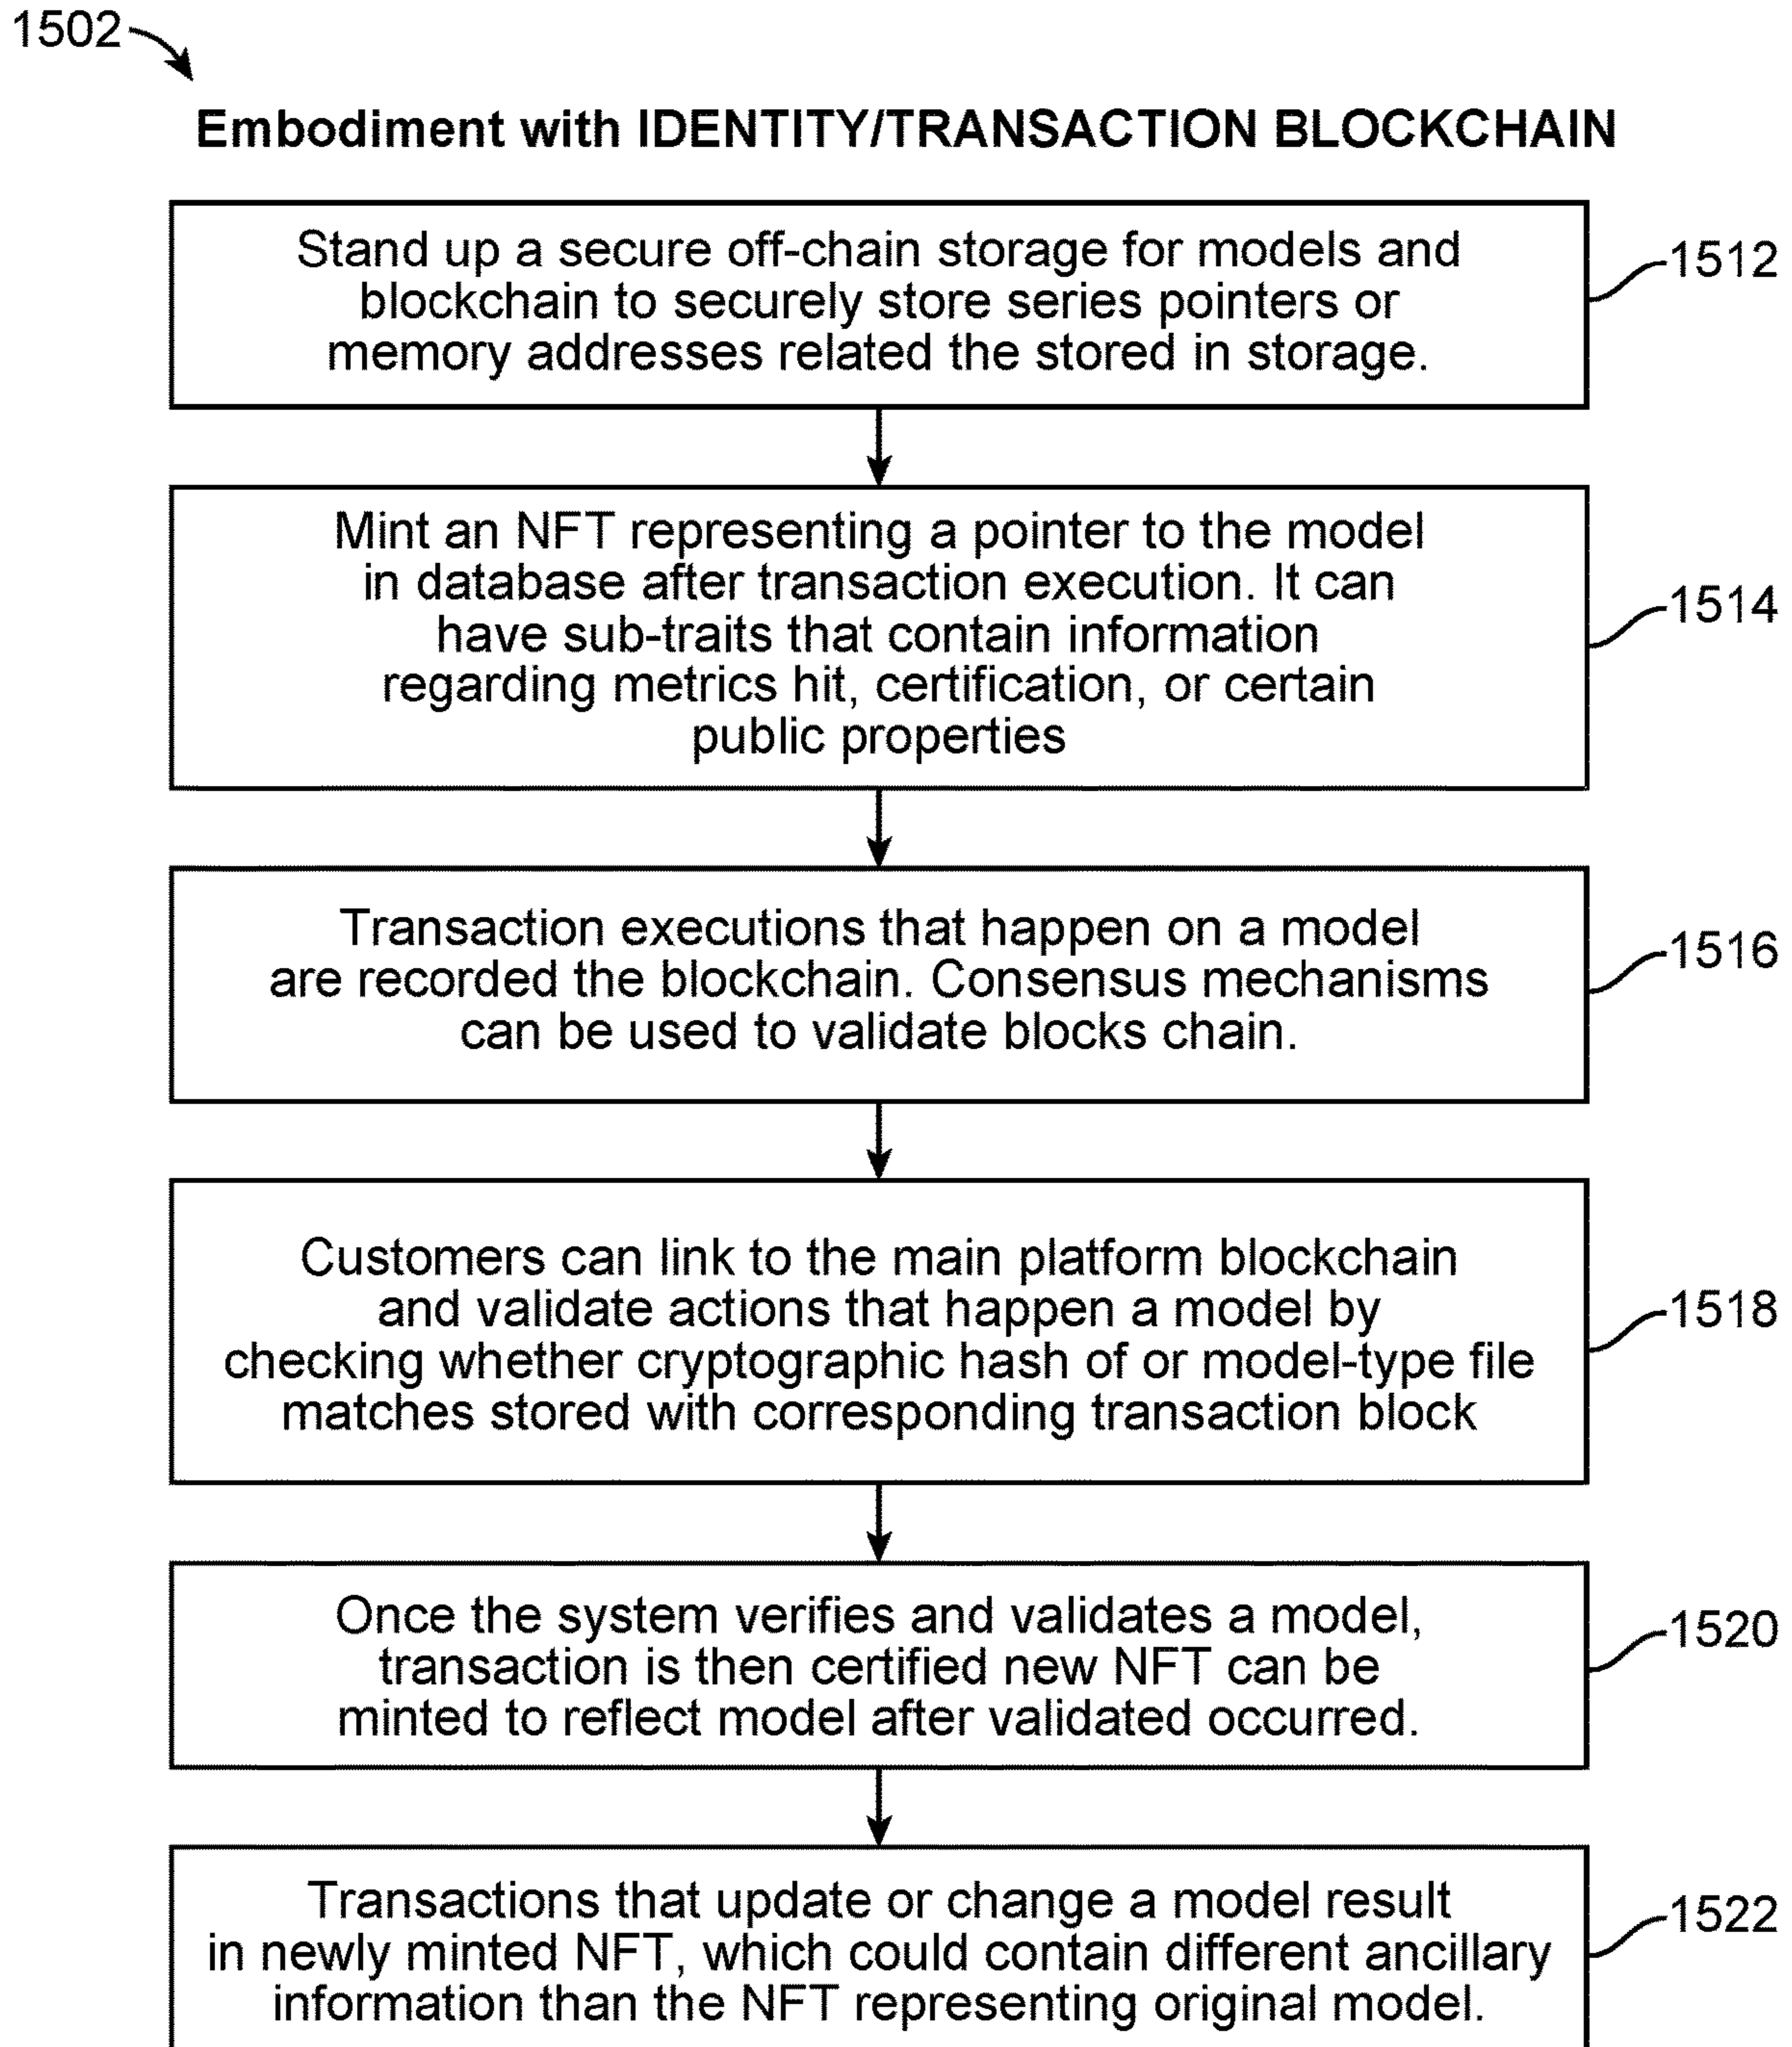 1502
Embodiment with IDENTITY/TRANSACTION BLOCKCHAIN
Stand up a secure off-chain storage for models and
blockchain to securely store series pointers or
memory addresses related the stored in storage.
1512
Mint an NFT representing a pointer to the model
in database after transaction execution. It can
have sub-traits that contain information
regarding metrics hit, certification, or certain
public properties
1514
Transaction executions that happen on a model
are recorded the blockchain. Consensus mechanisms
can be used to validate blocks chain.
1516
Customers can link to the main platform blockchain
and validate actions that happen a model by
checking whether cryptographic hash of or model-type file
matches stored with corresponding transaction block
1518
Once the system verifies and validates a model,
transaction is then certified new NFT can be
minted to reflect model after validated occurred.
1520
Transactions that update or change a model result
in newly minted NFT, which could contain different ancillary
information than the NFT representing original model.
1522